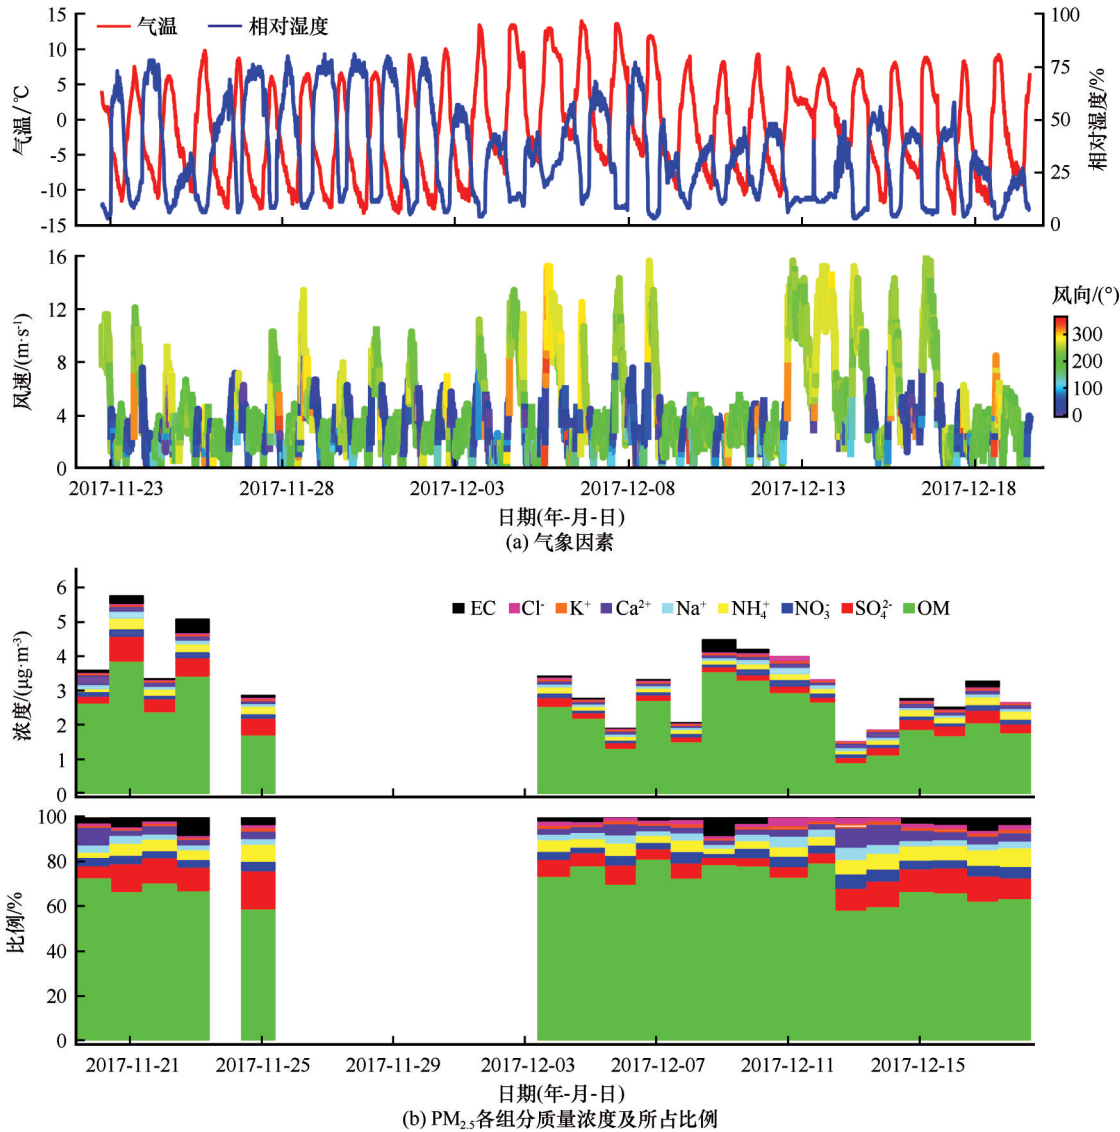 气温 相对湿度
15 10 5 0 -5 -10 -15
气温/℃
100 75 50 25 0
相对湿度/%
16 12 8 4 0
风速/(m·s⁻¹)
风向/(°)
300 200 100 0
2017-11-23 2017-11-28 2017-12-03 2017-12-08 2017-12-13 2017-12-18
日期(年-月-日)
(a) 气象因素
6 5 4 3 2 1 0
浓度/(μg·m⁻³)
EC Cl⁻ K⁺ Ca²⁺ Na⁺ NH₄⁺ NO₃⁻ SO₄²⁻ OM
100 80 60 40 20 0
比例/%
2017-11-21 2017-11-25 2017-11-29 2017-12-03 2017-12-07 2017-12-11 2017-12-15
日期(年-月-日)
(b) PM₂.₅各组分质量浓度及所占比例